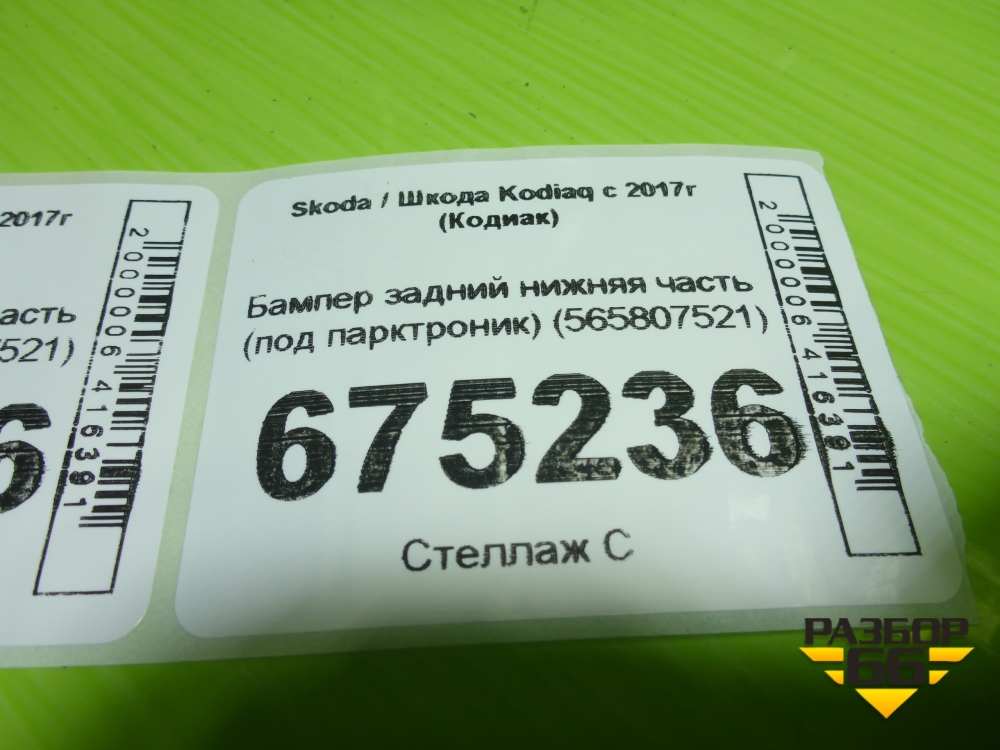 2017г
асть
7521)
6
2000006416391
Skoda / Шкода Kodiaq с 2017г
(Кодиак)
Бампер задний нижняя часть
(под парктроник) (565807521)
675236
Стеллаж С
2000006416391
РАЗБОР
66